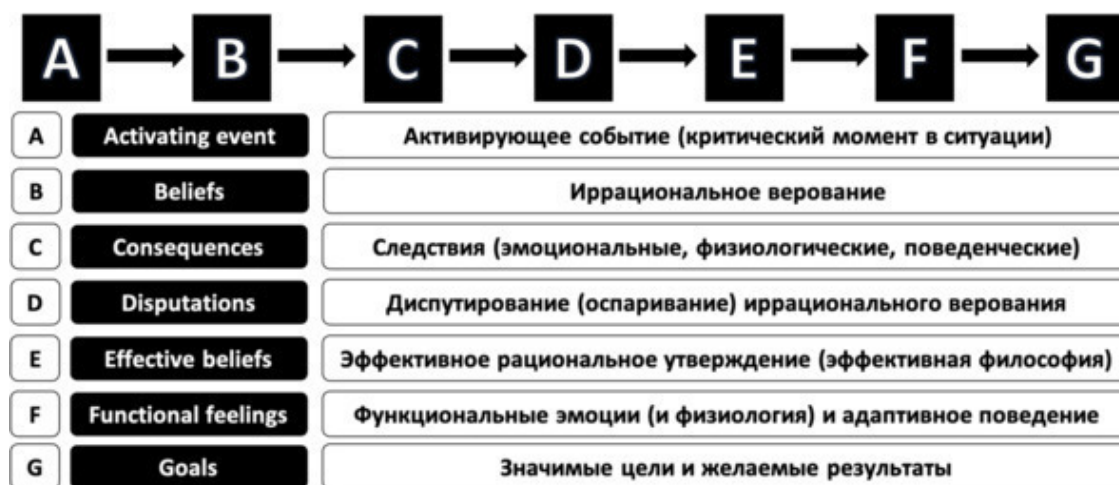 A B C D E F G
A Activating event Активирующее событие (критический момент в ситуации)
B Beliefs Иррациональное верование
C Consequences Следствия (эмоциональные, физиологические, поведенческие)
D Disputations Диспутирование (оспаривание) иррационального верования
E Effective beliefs Эффективное рациональное утверждение (эффективная философия)
F Functional feelings Функциональные эмоции (и физиология) и адаптивное поведение
G Goals Значимые цели и желаемые результаты